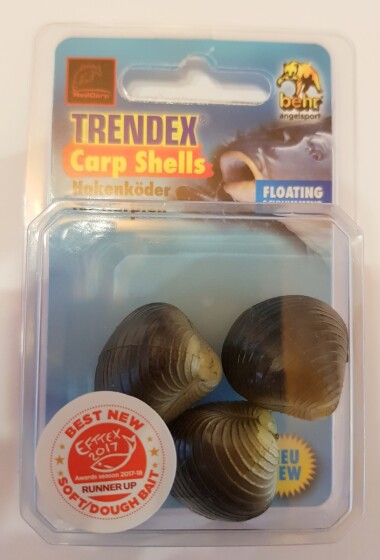 behr
angelsport
TRENDEX
Carp Shells
Hakenköder
FLOATING
BEST NEW
EFTTEX
2017
Awards season 2017-18
RUNNER UP
SOFT/DOUGH BAIT
NEU
NEW